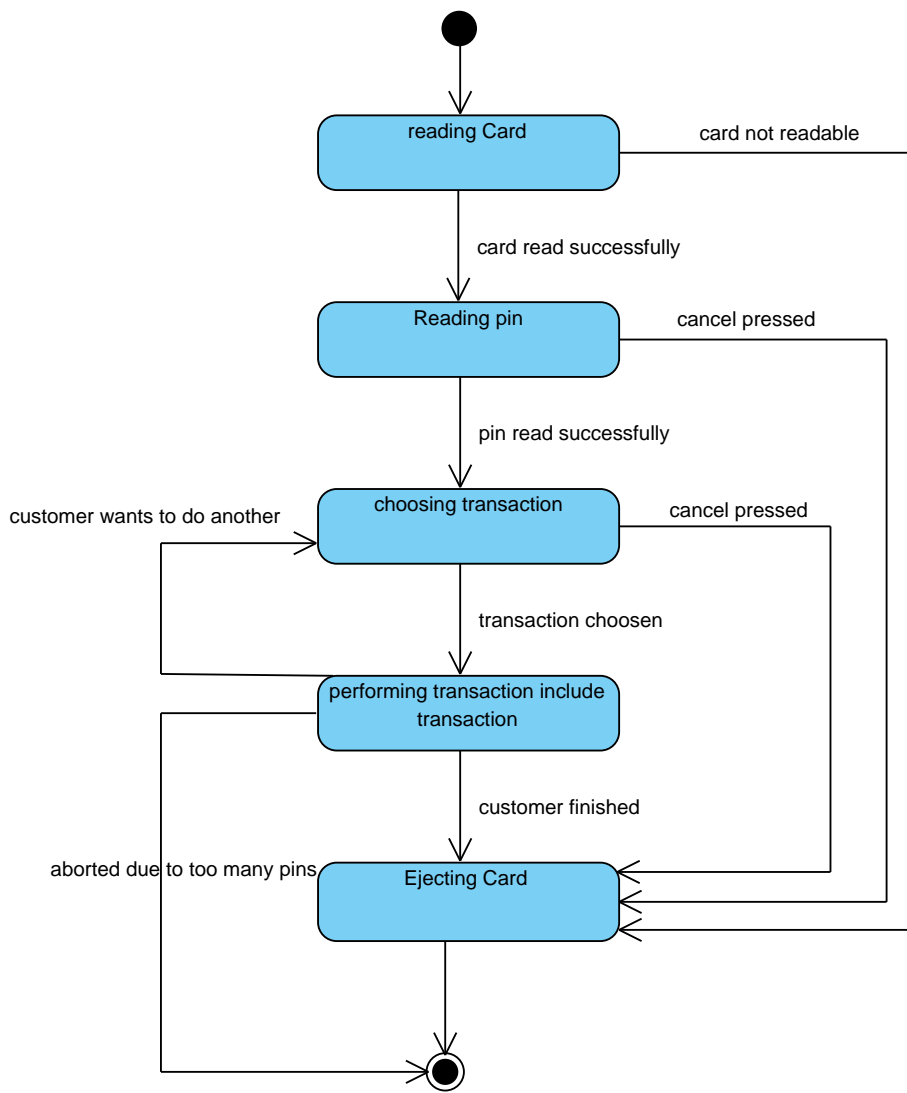 reading Card
card not readable
card read successfully
Reading pin
cancel pressed
pin read successfully
customer wants to do another
choosing transaction
cancel pressed
transaction choosen
performing transaction include
transaction
customer finished
aborted due to too many pins
Ejecting Card